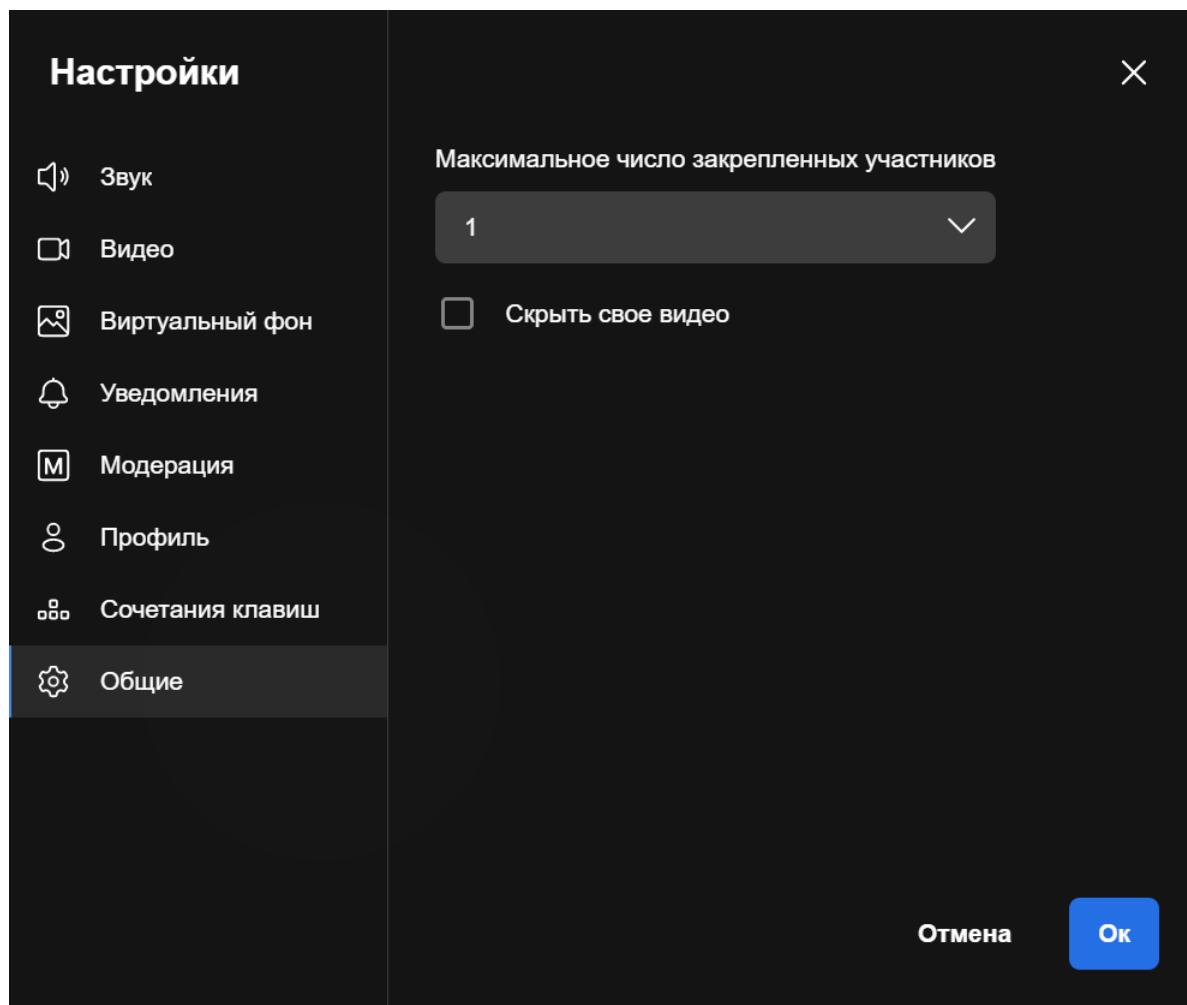 Настройки
Звук
Видео
Виртуальный фон
Уведомления
M Модерация
Профиль
Сочетания клавиш
Общие
Максимальное число закрепленных участников
1
Скрыть свое видео
Отмена
Ок